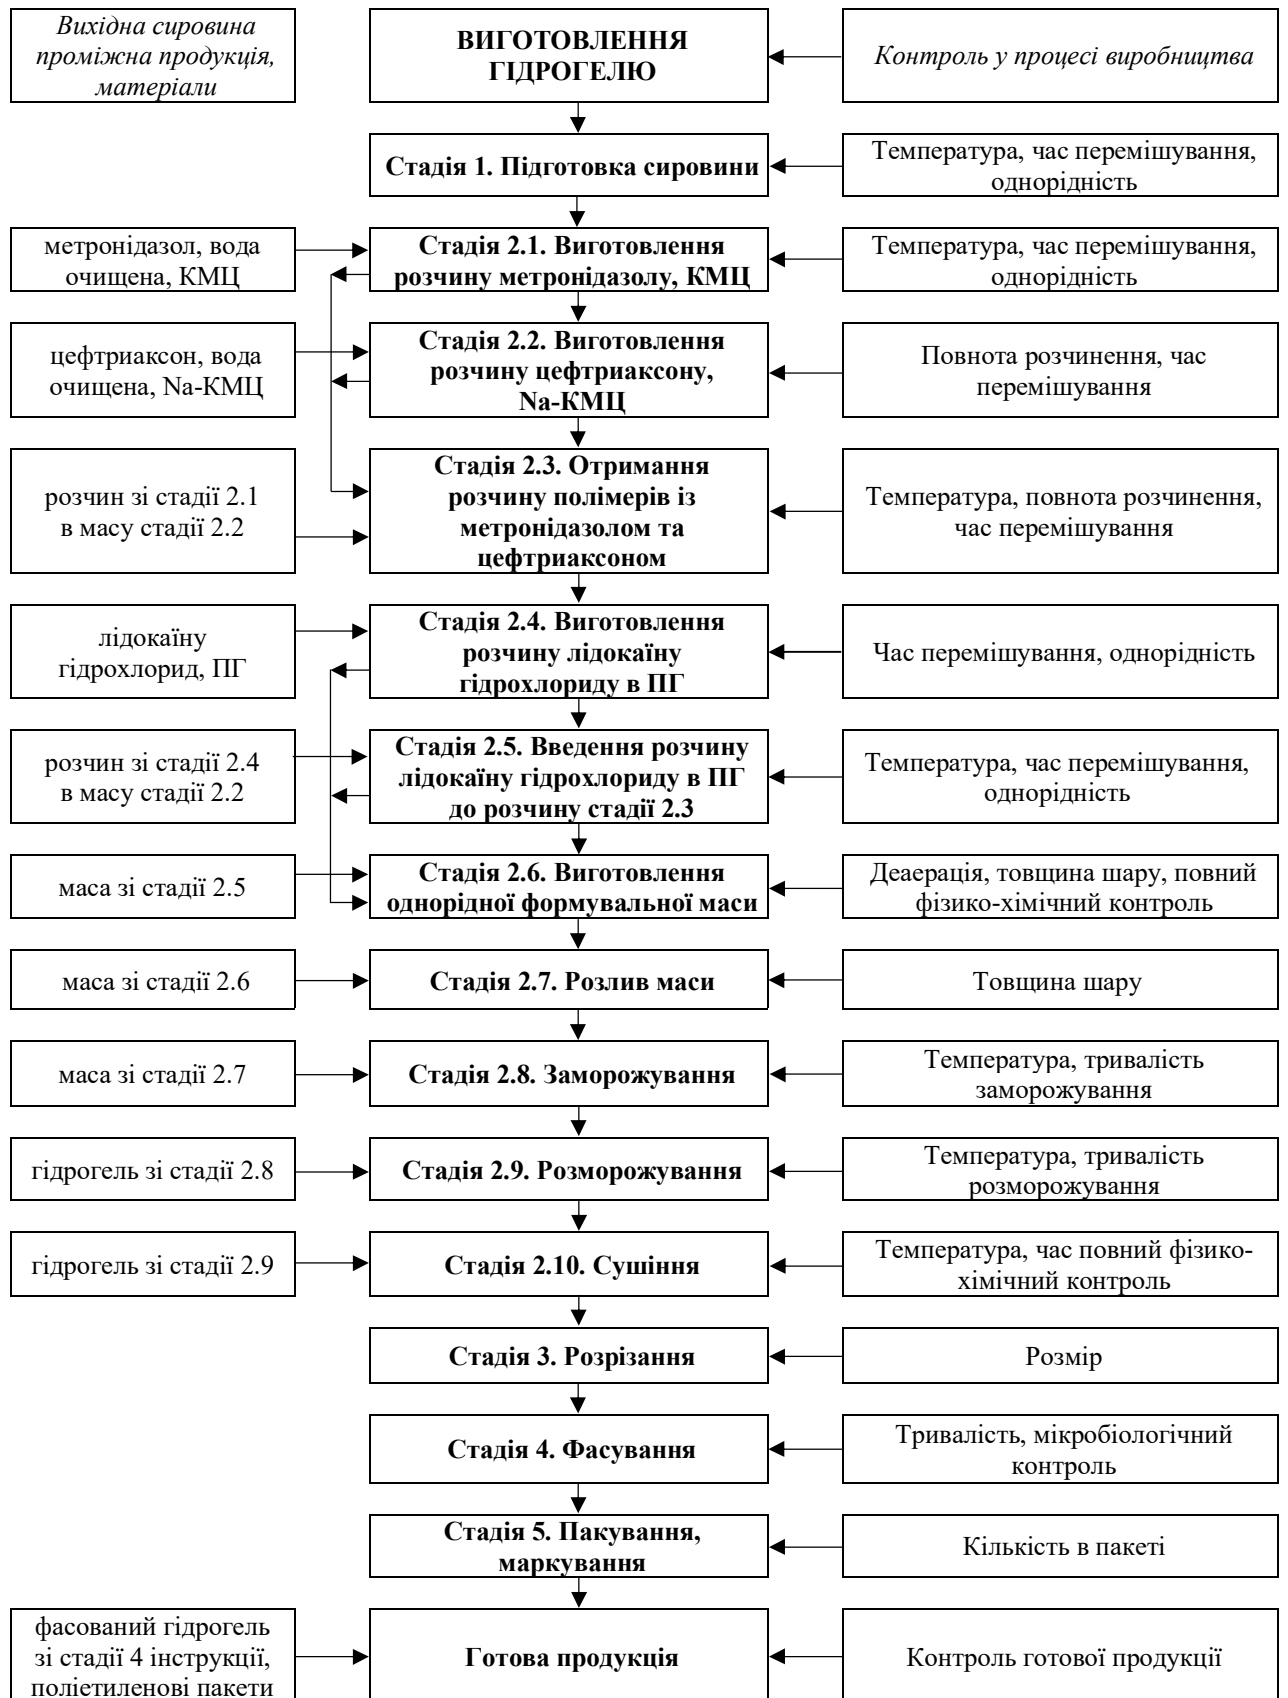 Вихідна сировина
проміжна продукція,
матеріали
ВИГОТОВЛЕННЯ
ГІДРОГЕЛЮ
Контроль у процесі виробництва
Стадія 1. Підготовка сировини
Температура, час перемішування,
однорідність
метронідазол, вода
очищена, КМЦ
Стадія 2.1. Виготовлення
розчину метронідазолу, КМЦ
Температура, час перемішування,
однорідність
цефтриаксон, вода
очищена, Na-КМЦ
Стадія 2.2. Виготовлення
розчину цефтриаксону,
Na-КМЦ
Повнота розчинення, час
перемішування
розчин зі стадії 2.1
в масу стадії 2.2
Стадія 2.3. Отримання
розчину полімерів із
метронідазолом та
цефтриаксоном
Температура, повнота розчинення,
час перемішування
лідокаїну
гідрохлорид, ПГ
Стадія 2.4. Виготовлення
розчину лідокаїну
гідрохлориду в ПГ
Час перемішування, однорідність
розчин зі стадії 2.4
в масу стадії 2.2
Стадія 2.5. Введення розчину
лідокаїну гідрохлориду в ПГ
до розчину стадії 2.3
Температура, час перемішування,
однорідність
маса зі стадії 2.5
Стадія 2.6. Виготовлення
однорідної формувальної маси
Деаерація, товщина шару, повний
фізико-хімічний контроль
маса зі стадії 2.6
Стадія 2.7. Розлив маси
Товщина шару
маса зі стадії 2.7
Стадія 2.8. Заморожування
Температура, тривалість
заморожування
гідрогель зі стадії 2.8
Стадія 2.9. Розморожування
Температура, тривалість
розморожування
гідрогель зі стадії 2.9
Стадія 2.10. Сушіння
Температура, час повний фізико-
хімічний контроль
Стадія 3. Розрізання
Розмір
Стадія 4. Фасування
Тривалість, мікробіологічний
контроль
Стадія 5. Пакування,
маркування
Кількість в пакеті
фасований гідрогель
зі стадії 4 інструкції,
поліетиленові пакети
Готова продукція
Контроль готової продукції